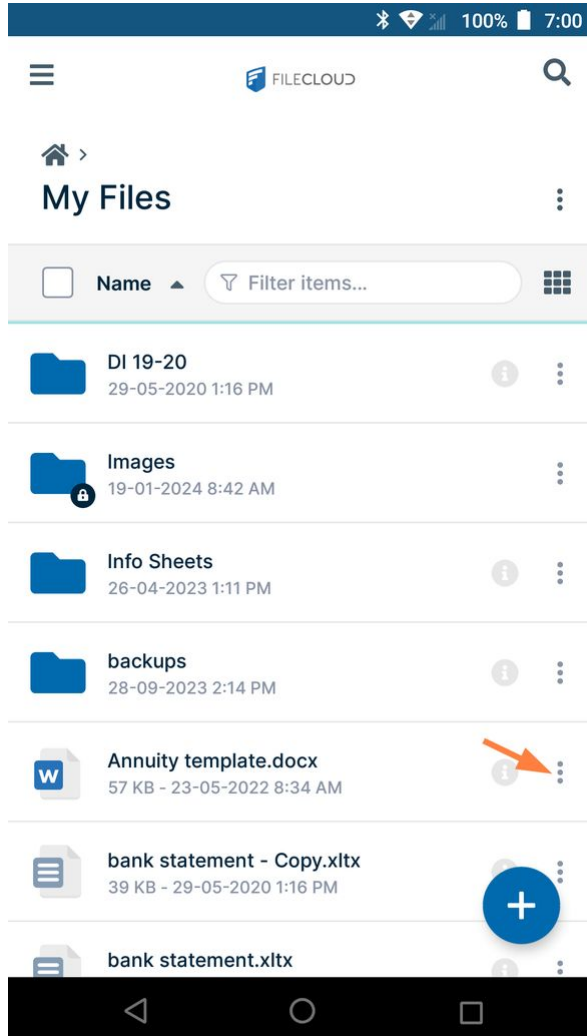 100% 7:00
FILECLOUD
My Files
Name Filter items...
DI 19-20
29-05-2020 1:16 PM
Images
19-01-2024 8:42 AM
Info Sheets
26-04-2023 1:11 PM
backups
28-09-2023 2:14 PM
W
Annuity template.docx
57 KB - 23-05-2022 8:34 AM
bank statement - Copy.xltx
39 KB - 29-05-2020 1:16 PM
bank statement.xltx